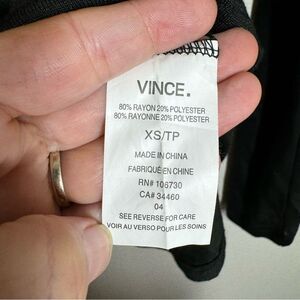 VINCE.
80% RAYON 20% POLYESTER
80% RAYONNE 20% POLYESTER
XS/TP
MADE IN CHINA
FABRIQUÉ EN CHINE
RN# 106730
CA# 34460
04
SEE REVERSE FOR CARE
VOIR AU VERSO POUR LES SOINS